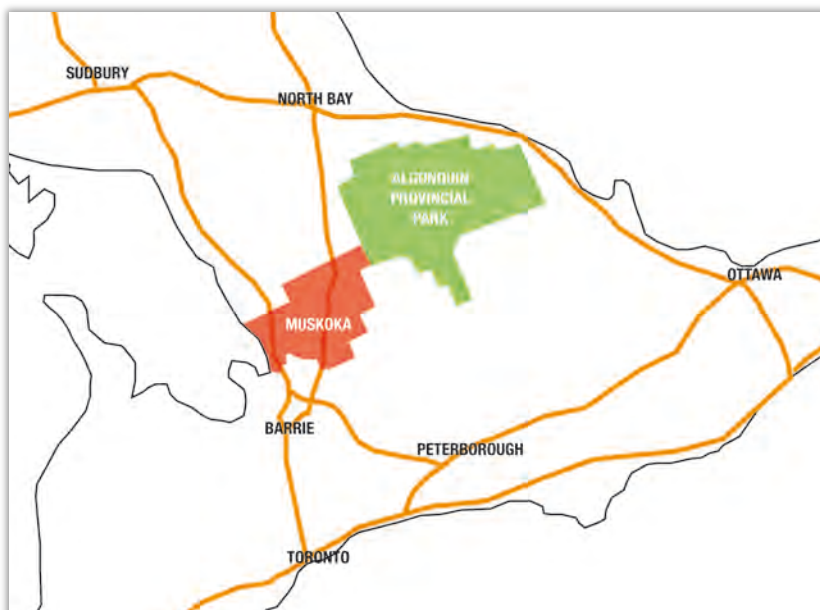 SUDBURY
NORTH BAY
ALGONQUIN
PROVINCIAL
PARK
OTTAWA
MUSKOKA
BARRIE
PETERBOROUGH
TORONTO